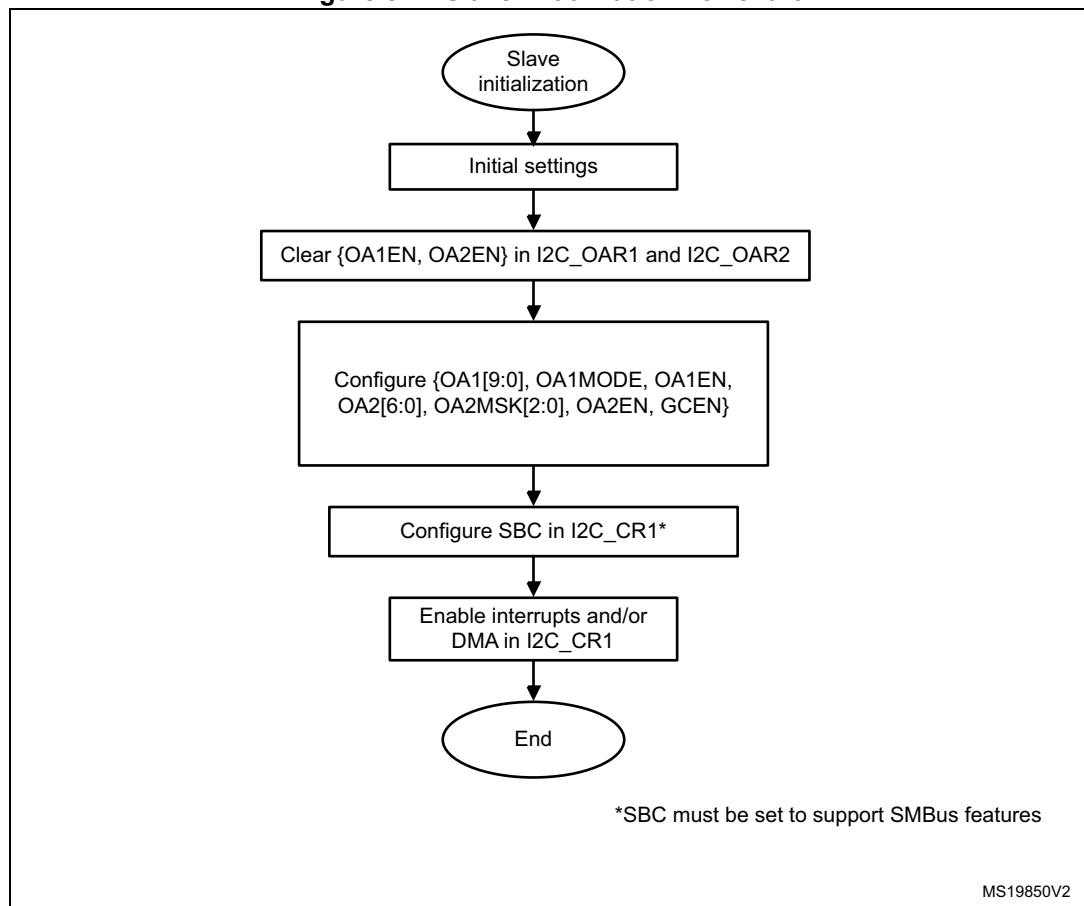 Slave
initialization
Initial settings
Clear {OA1EN, OA2EN} in I2C_OAR1 and I2C_OAR2
Configure {OA1[9:0], OA1MODE, OA1EN,
OA2[6:0], OA2MSK[2:0], OA2EN, GCEN}
Configure SBC in I2C_CR1*
Enable interrupts and/or
DMA in I2C_CR1
End
*SBC must be set to support SMBus features
MS19850V2